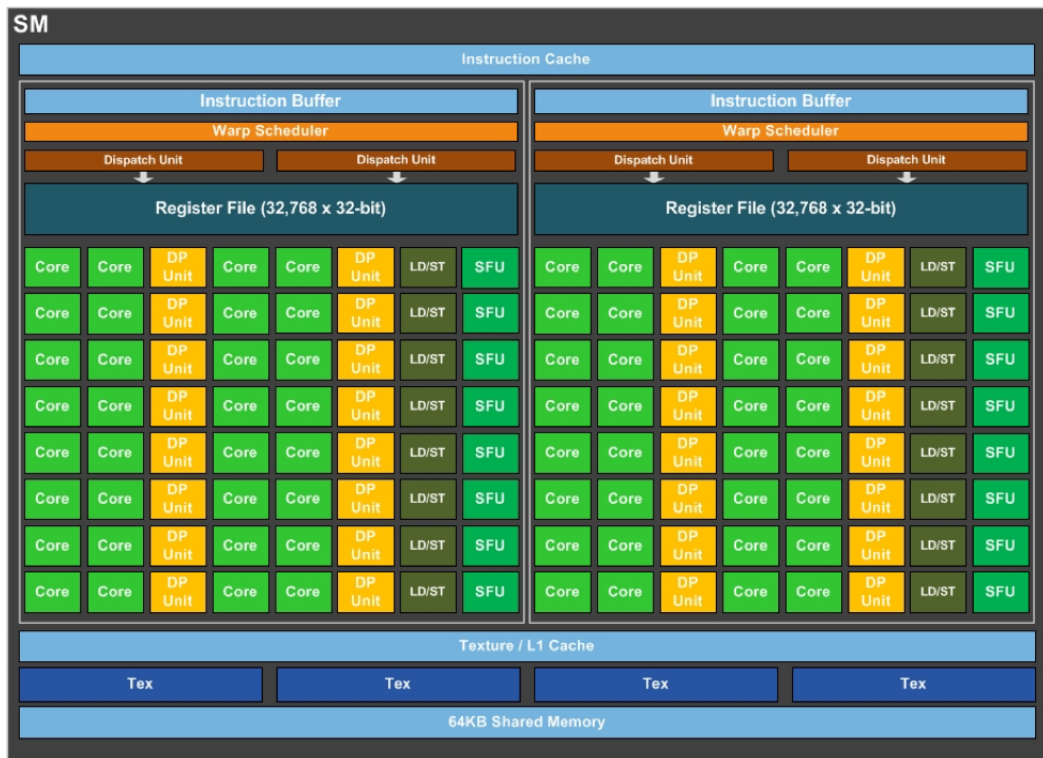 SM
Instruction Cache
Instruction Buffer Instruction Buffer
Warp Scheduler Warp Scheduler
Dispatch Unit Dispatch Unit Dispatch Unit Dispatch Unit
Register File (32,768 x 32-bit) Register File (32,768 x 32-bit)
Core Core DP Unit Core Core DP Unit LD/ST SFU Core Core DP Unit Core Core DP Unit LD/ST SFU
Core Core DP Unit Core Core DP Unit LD/ST SFU Core Core DP Unit Core Core DP Unit LD/ST SFU
Core Core DP Unit Core Core DP Unit LD/ST SFU Core Core DP Unit Core Core DP Unit LD/ST SFU
Core Core DP Unit Core Core DP Unit LD/ST SFU Core Core DP Unit Core Core DP Unit LD/ST SFU
Core Core DP Unit Core Core DP Unit LD/ST SFU Core Core DP Unit Core Core DP Unit LD/ST SFU
Core Core DP Unit Core Core DP Unit LD/ST SFU Core Core DP Unit Core Core DP Unit LD/ST SFU
Core Core DP Unit Core Core DP Unit LD/ST SFU Core Core DP Unit Core Core DP Unit LD/ST SFU
Core Core DP Unit Core Core DP Unit LD/ST SFU Core Core DP Unit Core Core DP Unit LD/ST SFU
Texture / L1 Cache
Tex Tex Tex Tex
64KB Shared Memory